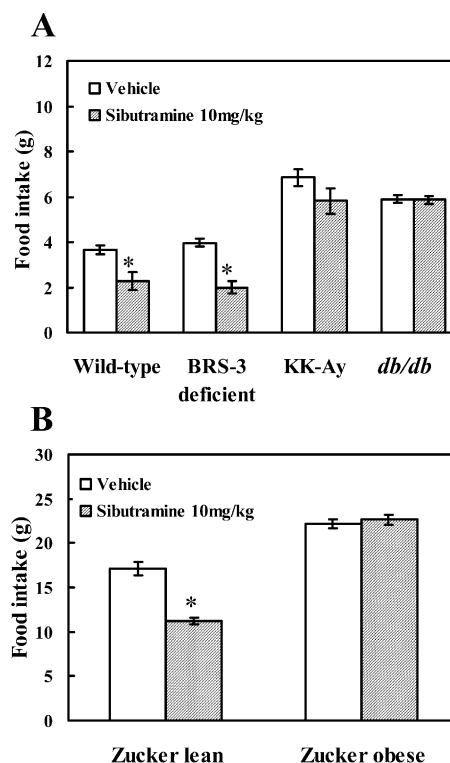 A
12
10
8
6
4
2
0
Food intake (g)
Vehicle
Sibutramine 10mg/kg
*
*
Wild-type BRS-3 deficient KK-Ay db/db
B
30
25
20
15
10
5
0
Food intake (g)
Vehicle
Sibutramine 10mg/kg
*
Zucker lean Zucker obese